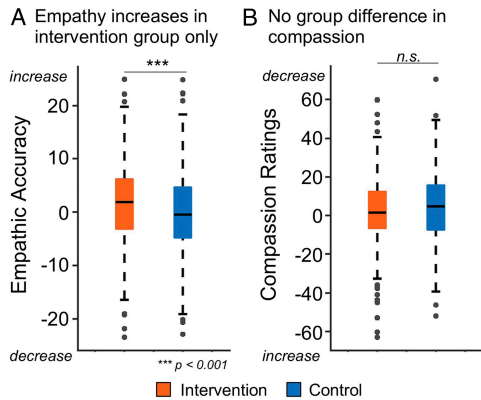 A Empathy increases in
intervention group only
increase
***
20
10
0
-10
-20
Empathic Accuracy
decrease
*** p < 0.001
B No group difference in
compassion
decrease
n.s.
80
60
40
20
0
-20
-40
-60
Compassion Ratings
increase
Intervention
Control